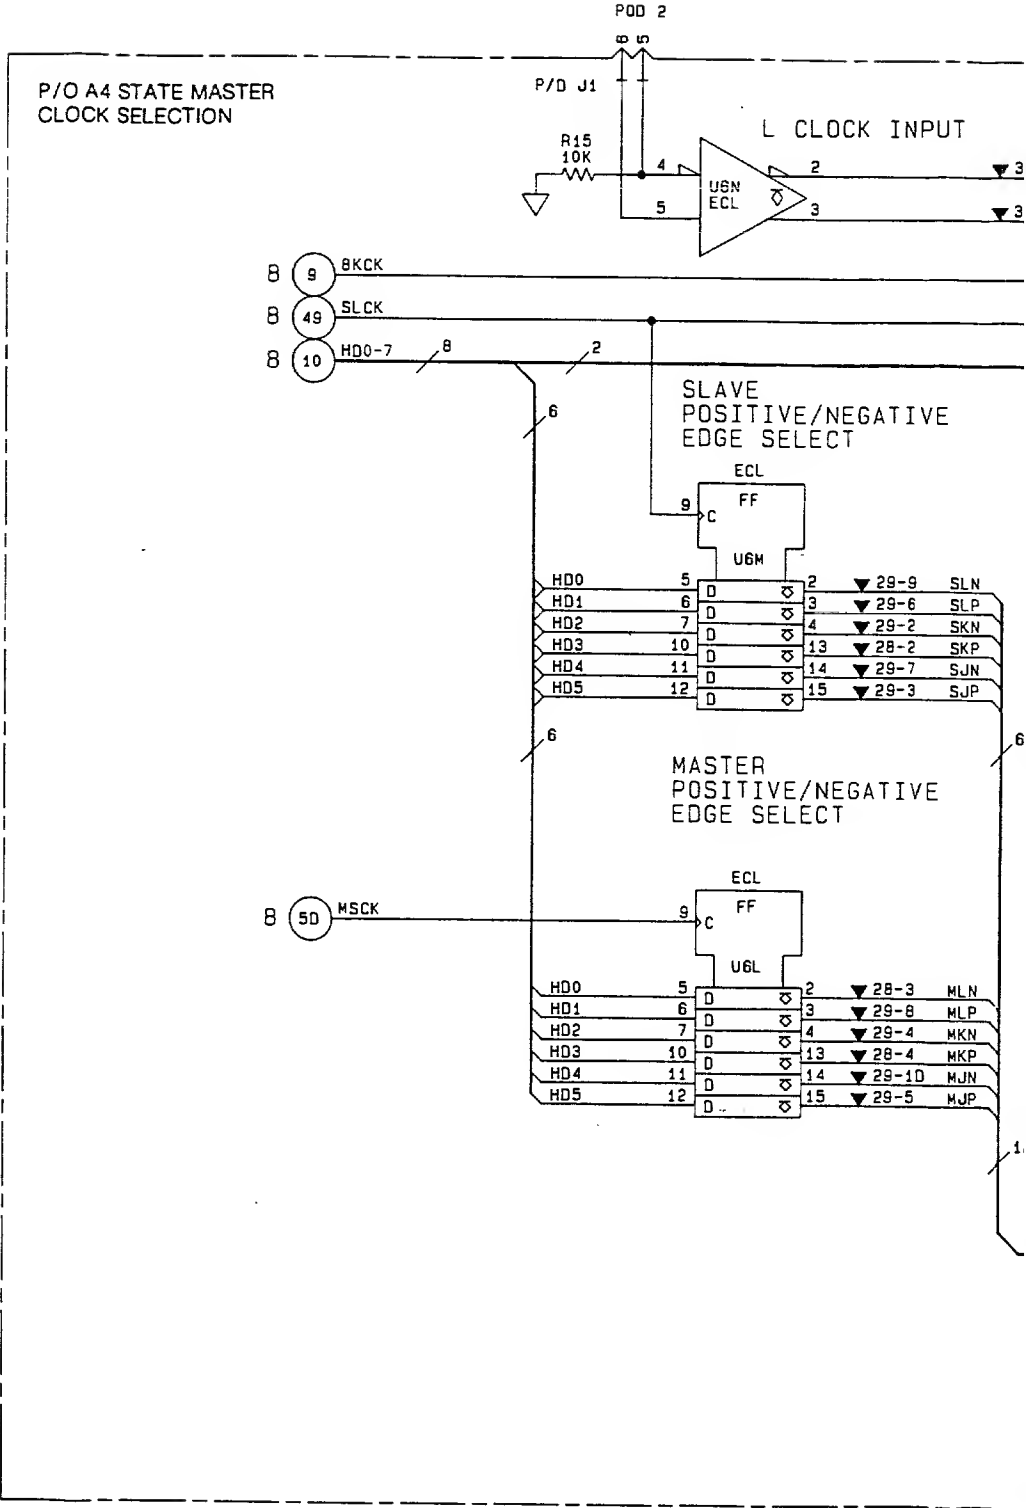 POD 2
6 5
P/O A4 STATE MASTER
CLOCK SELECTION
P/O J1
L CLOCK INPUT
R15
10K
4
U6N
ECL
2
3
5
3
3
8 9 BKCK
8 49 SLCK
8 10 HD0-7 8 2
6
SLAVE
POSITIVE/NEGATIVE
EDGE SELECT
ECL
FF
9 C
U6M
HD0 5 D Q 2 29-9 SLN
HD1 6 D Q 3 29-6 SLP
HD2 7 D Q 4 29-2 SKN
HD3 10 D Q 13 28-2 SKP
HD4 11 D Q 14 29-7 SJN
HD5 12 D Q 15 29-3 SJP
6
6
MASTER
POSITIVE/NEGATIVE
EDGE SELECT
ECL
FF
8 50 MSCK 9 C
U6L
HD0 5 D Q 2 28-3 MLN
HD1 6 D Q 3 29-8 MLP
HD2 7 D Q 4 29-4 MKN
HD3 10 D Q 13 28-4 MKP
HD4 11 D Q 14 29-10 MJN
HD5 12 D Q 15 29-5 MJP